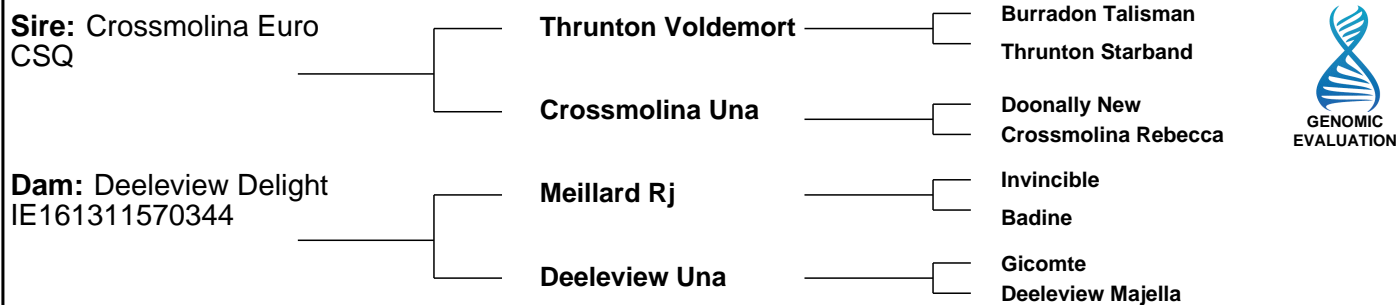 Sire: Crossmolina Euro
CSQ
Thrunton Voldemort
Burradon Talisman
Thrunton Starband
Crossmolina Una
Doonally New
Crossmolina Rebecca
GENOMIC
EVALUATION
Dam: Deeleview Delight
IE161311570344
Meillard Rj
Invincible
Badine
Deeleview Una
Gicomte
Deeleview Majella